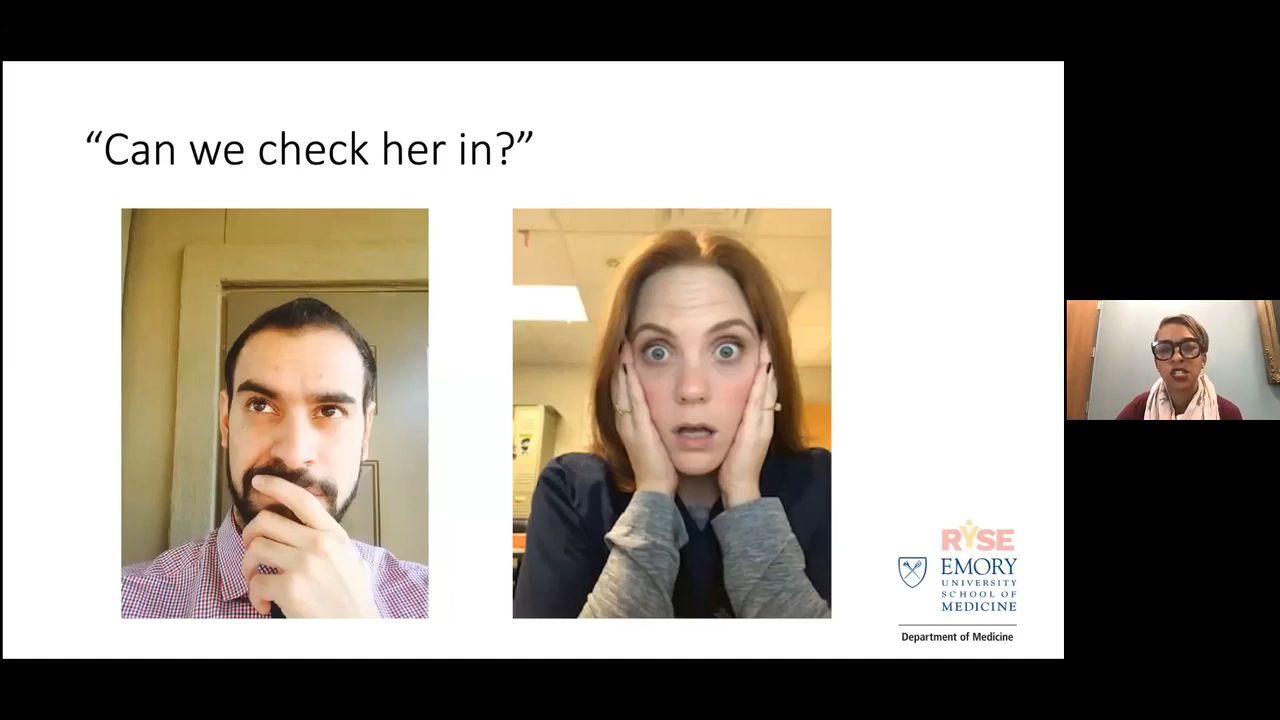 “Can we check her in?”
RYSE
EMORY
UNIVERSITY
SCHOOL OF
MEDICINE
Department of Medicine